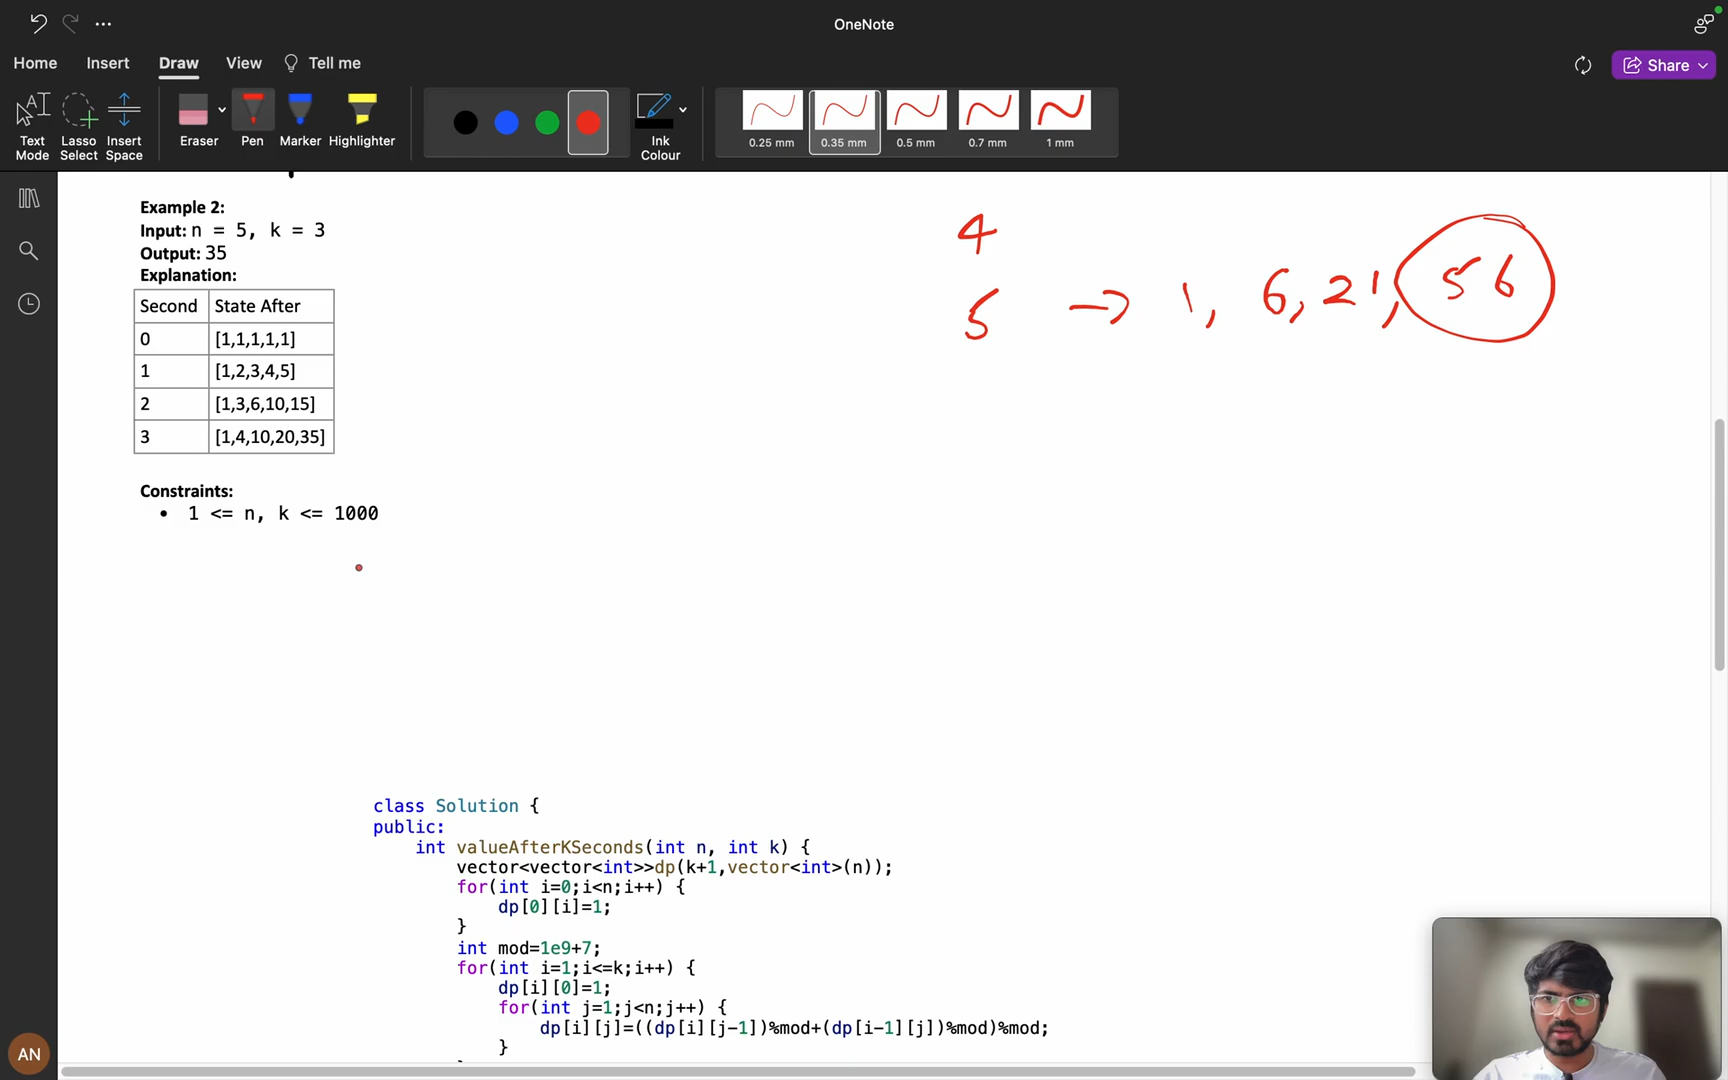 OneNote
Home Insert Draw View Tell me
Share
Text Mode
Lasso Select
Insert Space
Eraser
Pen
Marker
Highlighter
Ink Colour
0.25 mm
0.35 mm
0.5 mm
0.7 mm
1 mm
Example 2:
Input: n = 5, k = 3
Output: 35
Explanation:
Second State After
0 [1,1,1,1,1]
1 [1,2,3,4,5]
2 [1,3,6,10,15]
3 [1,4,10,20,35]
Constraints:
• 1 <= n, k <= 1000
4
5 → 1, 6, 21, 56
class Solution {
public:
int valueAfterKSeconds(int n, int k) {
vector<vector<int>>dp(k+1,vector<int>(n));
for(int i=0;i<n;i++) {
dp[0][i]=1;
}
int mod=1e9+7;
for(int i=1;i<=k;i++) {
dp[i][0]=1;
for(int j=1;j<n;j++) {
dp[i][j]=((dp[i][j-1])%mod+(dp[i-1][j])%mod)%mod;
}
AN